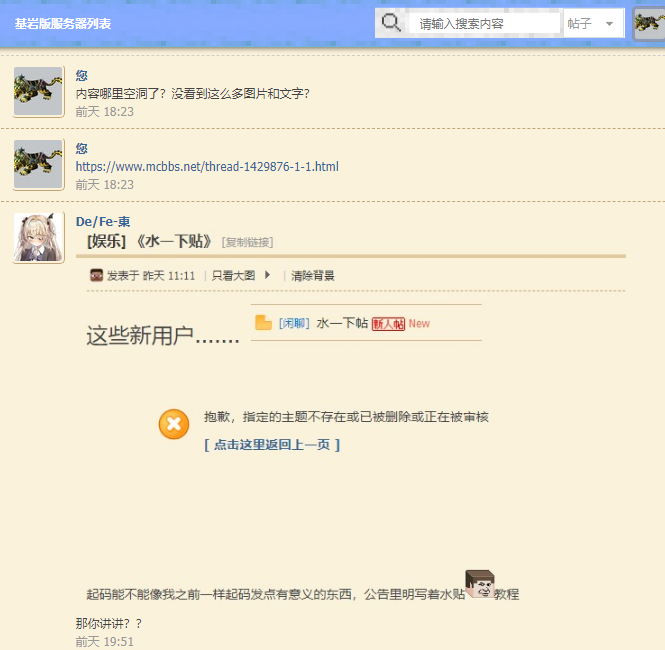 基岩版服务器列表
请输入搜索内容
帖子
您
内容哪里空洞了？没看到这么多图片和文字？
前天 18:23
您
https://www.mcbbs.net/thread-1429876-1-1.html
前天 18:23
De/Fe-東
[娱乐] 《水一下贴》 [复制链接]
发表于 昨天 11:11 | 只看大图 | 清除背景
[闲聊] 水一下帖 新人帖 New
这些新用户.......
抱歉，指定的主题不存在或已被删除或正在被审核
[ 点击这里返回上一页 ]
起码能不能像我之前一样起码发点有意义的东西，公告里明写着水贴教程
那你讲讲？？
前天 19:51